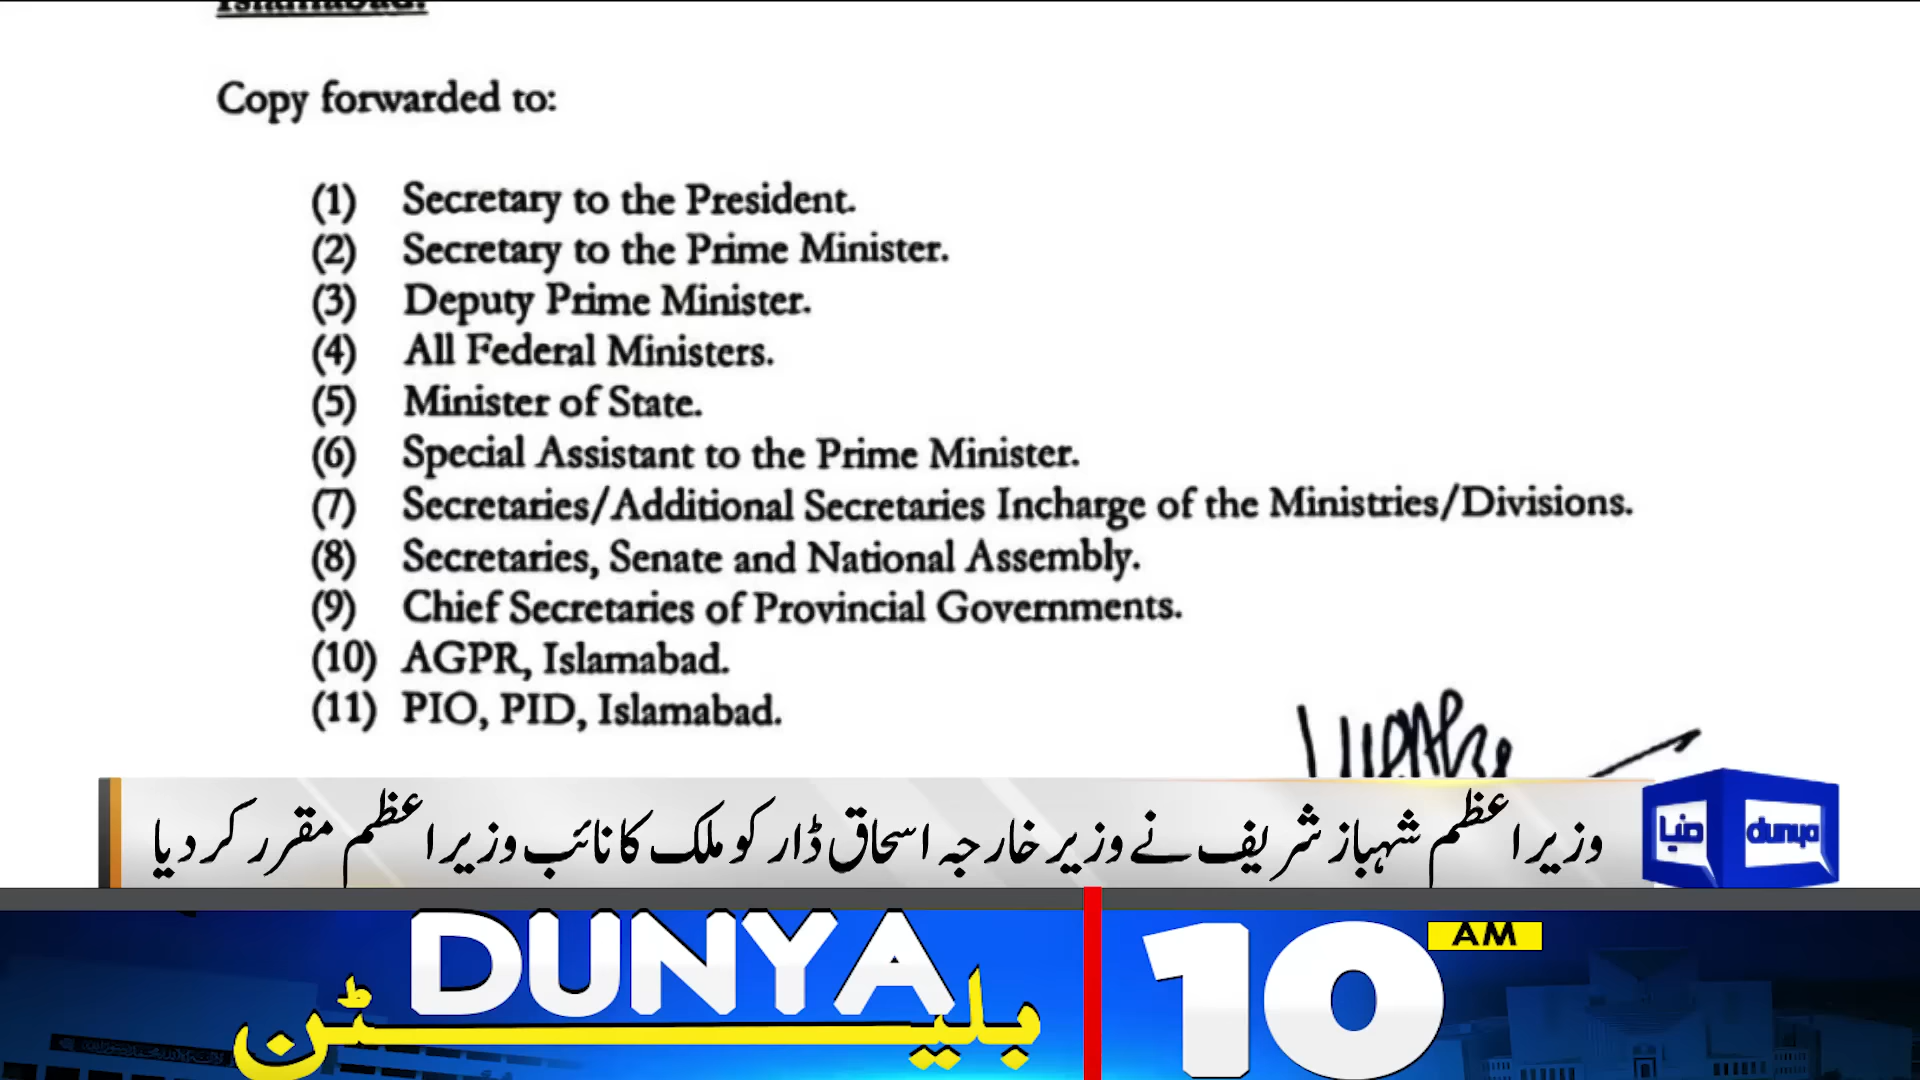 Islamabad.
Copy forwarded to:
(1) Secretary to the President.
(2) Secretary to the Prime Minister.
(3) Deputy Prime Minister.
(4) All Federal Ministers.
(5) Minister of State.
(6) Special Assistant to the Prime Minister.
(7) Secretaries/Additional Secretaries Incharge of the Ministries/Divisions.
(8) Secretaries, Senate and National Assembly.
(9) Chief Secretaries of Provincial Governments.
(10) AGPR, Islamabad.
(11) PIO, PID, Islamabad.
وزیراعظم شہباز شریف نے وزیر خارجہ اسحاق ڈار کو ملک کا نائب وزیراعظم مقرر کر دیا
دنیا dunya
DUNYA
بلیٹن
10 AM